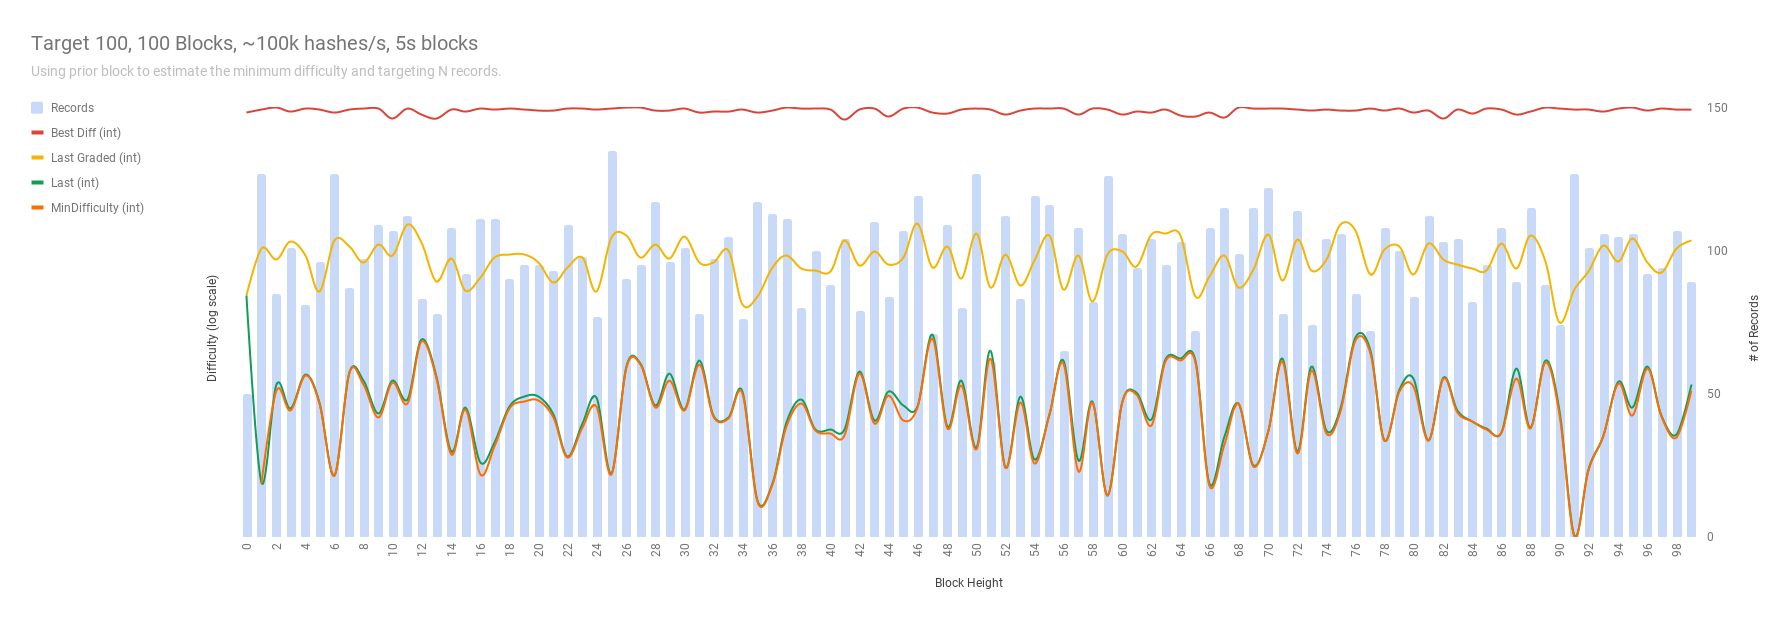 Target 100, 100 Blocks, ~100k hashes/s, 5s blocks
Using prior block to estimate the minimum difficulty and targeting N records.
Records
Best Diff (int)
Last Graded (int)
Last (int)
MinDifficulty (int)
Difficulty (log scale)
150
100
50
0
# of Records
0 2 4 6 8 10 12 14 16 18 20 22 24 26 28 30 32 34 36 38 40 42 44 46 48 50 52 54 56 58 60 62 64 66 68 70 72 74 76 78 80 82 84 86 88 90 92 94 96 98
Block Height